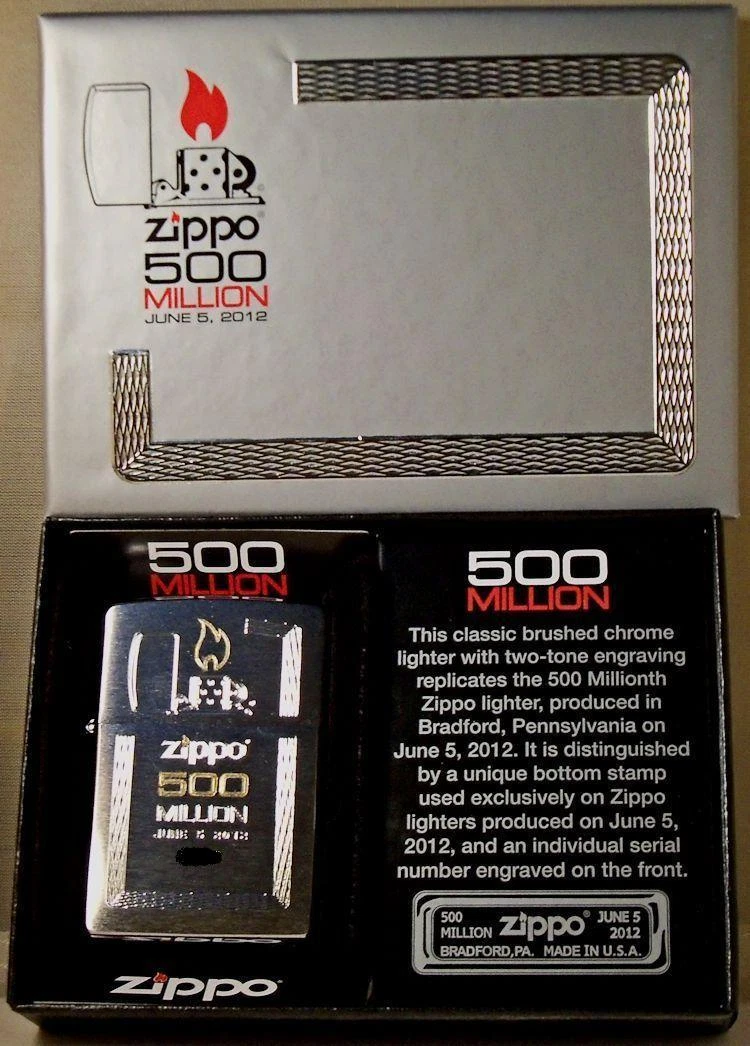 zippo
500
MILLION
JUNE 5, 2012
500
MILLION
zippo
500
MILLION
JUNE 5 2012
zippo
500
MILLION
This classic brushed chrome
lighter with two-tone engraving
replicates the 500 Millionth
Zippo lighter, produced in
Bradford, Pennsylvania on
June 5, 2012. It is distinguished
by a unique bottom stamp
used exclusively on Zippo
lighters produced on June 5,
2012, and an individual serial
number engraved on the front.
500 MILLION zippo® JUNE 5 2012
BRADFORD,PA. MADE IN U.S.A.